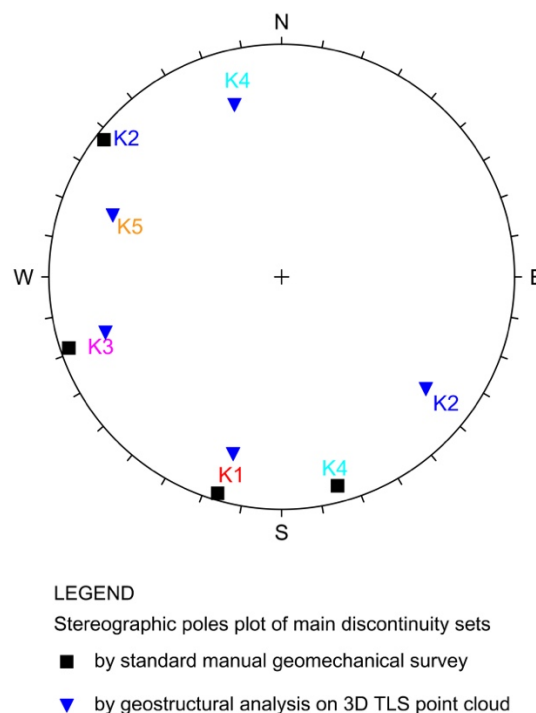 N
K4
K2
K5
W
E
K3
K2
K1
K4
S
LEGEND
Stereographic poles plot of main discontinuity sets
by standard manual geomechanical survey
by geostructural analysis on 3D TLS point cloud